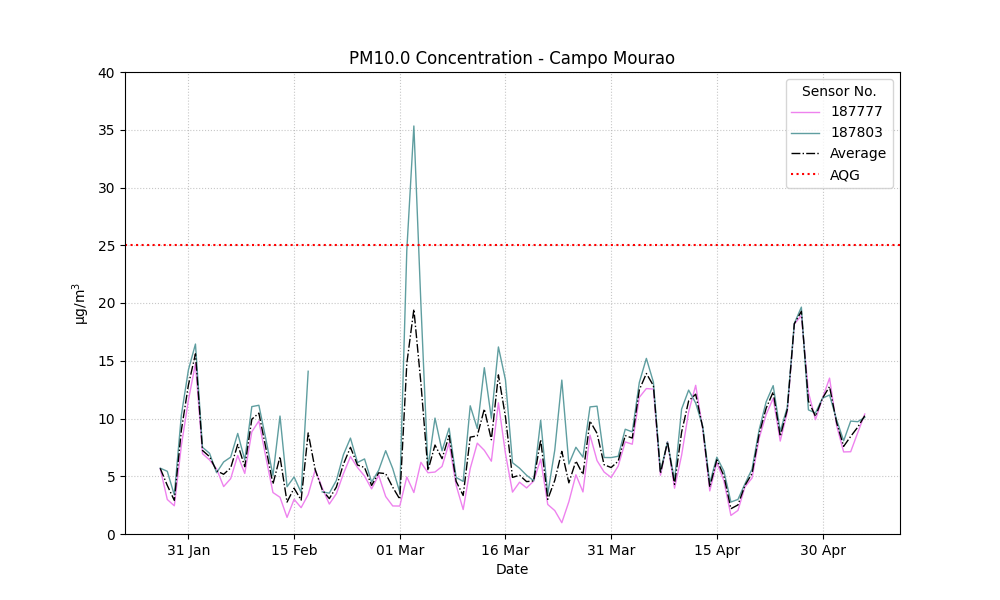 PM10.0 Concentration - Campo Mourao
Sensor No.
187777
187803
Average
AQG
40
35
30
25
20
15
10
5
0
µg/m³
31 Jan
15 Feb
01 Mar
16 Mar
31 Mar
15 Apr
30 Apr
Date